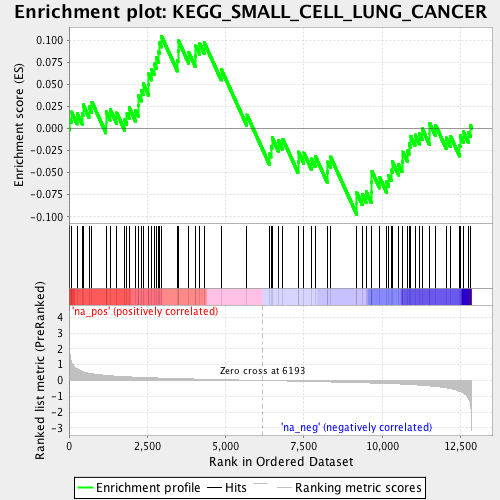 Enrichment plot: KEGG_SMALL_CELL_LUNG_CANCER
Enrichment score (ES)
0.100
0.075
0.050
0.025
0.000
-0.025
-0.050
-0.075
-0.100
'na_pos' (positively correlated)
Ranked list metric (PreRanked)
4
3
2
1
0
-1
-2
-3
Zero cross at 6193
'na_neg' (negatively correlated)
0
2,500
5,000
7,500
10,000
12,500
Rank in Ordered Dataset
Enrichment profile
Hits
Ranking metric scores